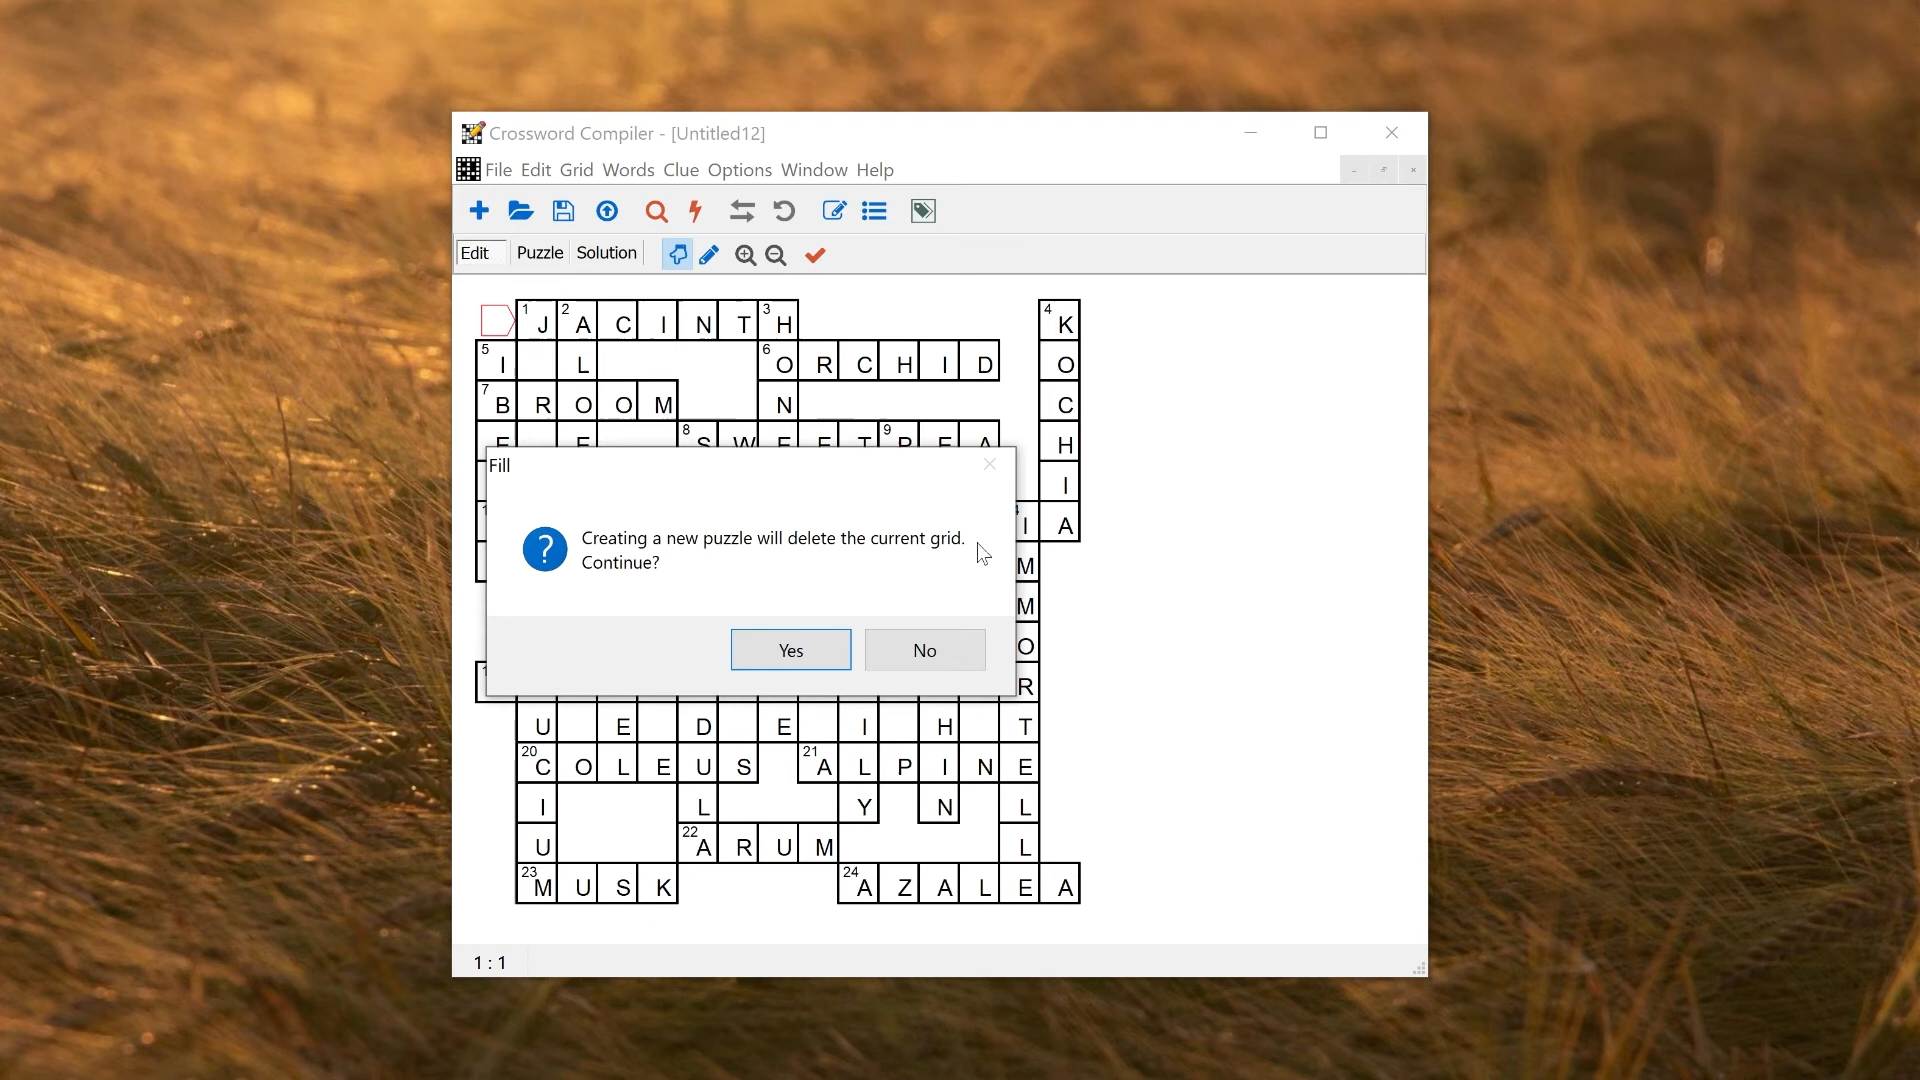 Crossword Compiler - [Untitled12]
File Edit Grid Words Clue Options Window Help
Edit Puzzle Solution
1 J 2 A C I N T 3 H 4 K
5 I L 6 O R C H I D O
7 B R O O M N C
E E 8 S W E E T 9 P E A H
I
I A
Fill
Creating a new puzzle will delete the current grid.
Continue?
M
M
O
Yes No
R
U E D E I H T
20 C O L E U S 21 A L P I N E
I L Y N L
U 22 A R U M L
23 M U S K 24 A Z A L E A
1 : 1